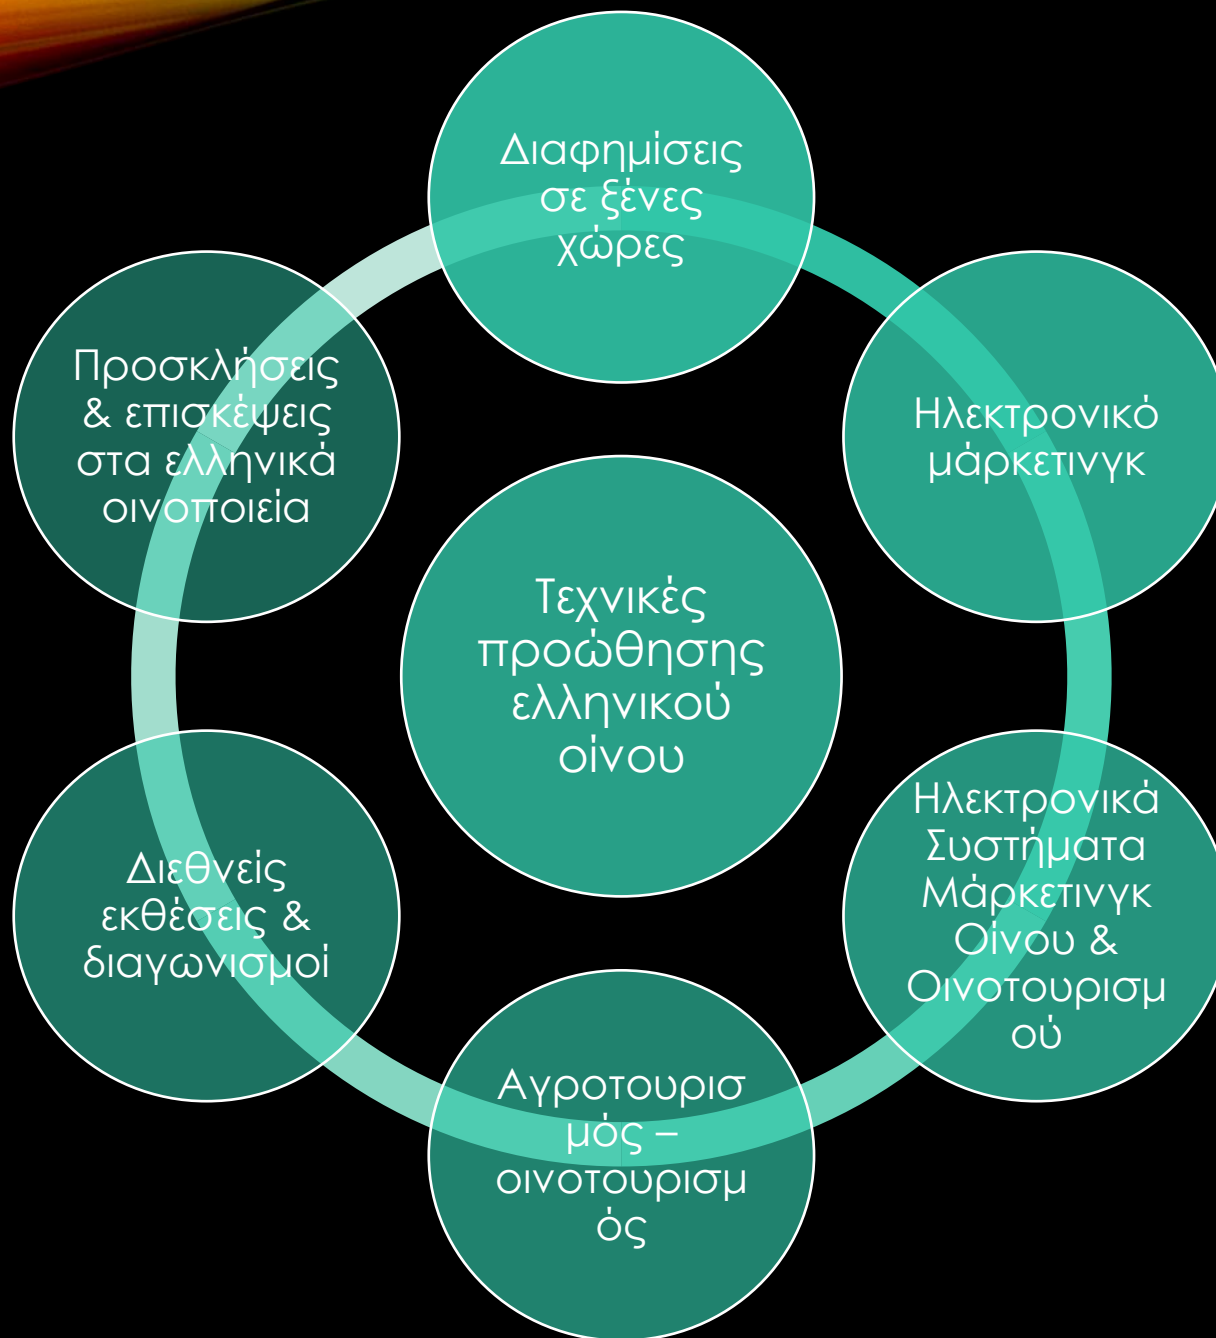 Διαφημίσεις
σε ξένες
χώρες
Ηλεκτρονικό
μάρκετινγκ
Ηλεκτρονικά
Συστήματα
Μάρκετινγκ
Οίνου &
Οινοτουρισμ
ού
Αγροτουρισ
μός –
οινοτουρισμ
ός
Διεθνείς
εκθέσεις &
διαγωνισμοί
Προσκλήσεις
& επισκέψεις
στα ελληνικά
οινοποιεία
Τεχνικές
προώθησης
ελληνικού
οίνου